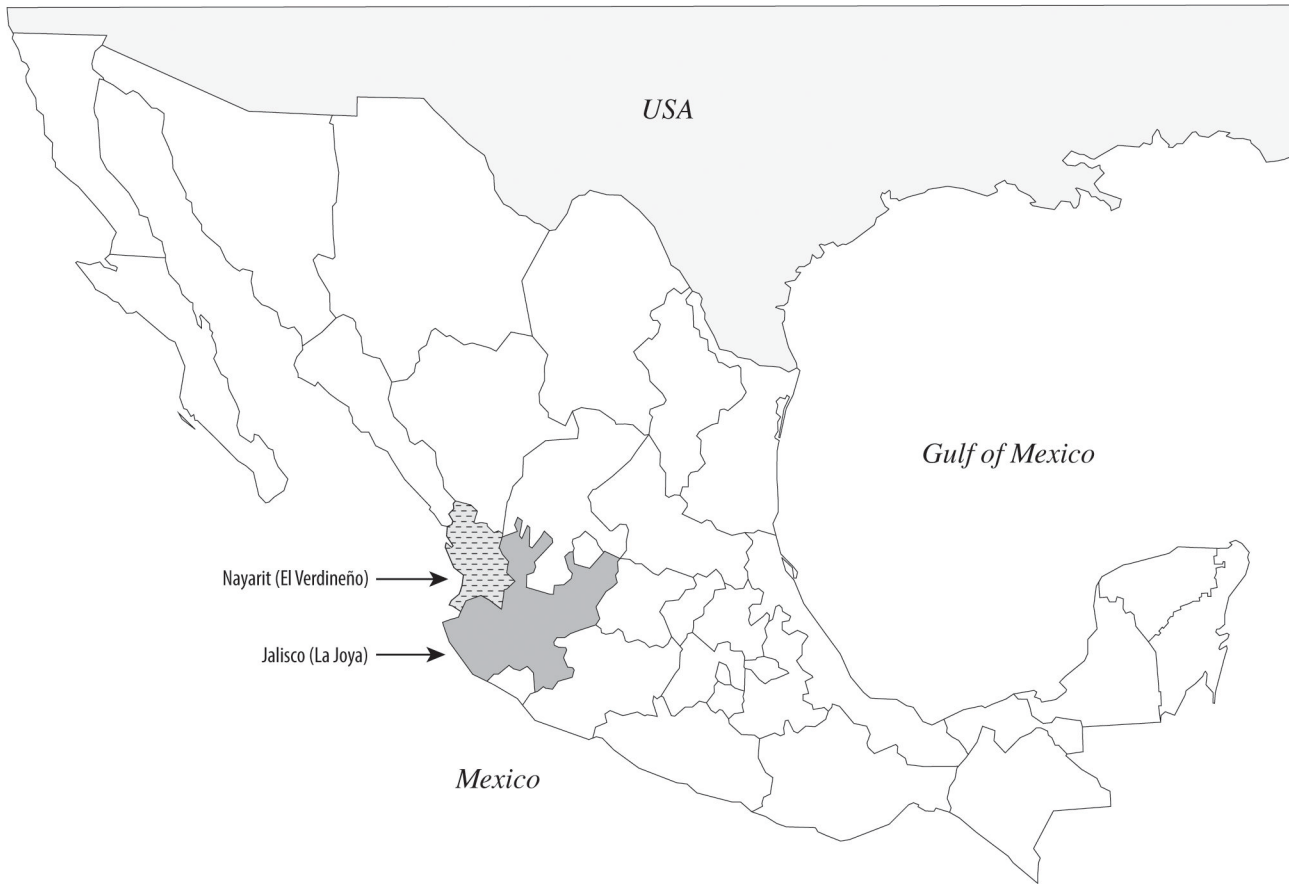 USA
Gulf of Mexico
Nayarit (El Verdineño)
Jalisco (La Joya)
Mexico